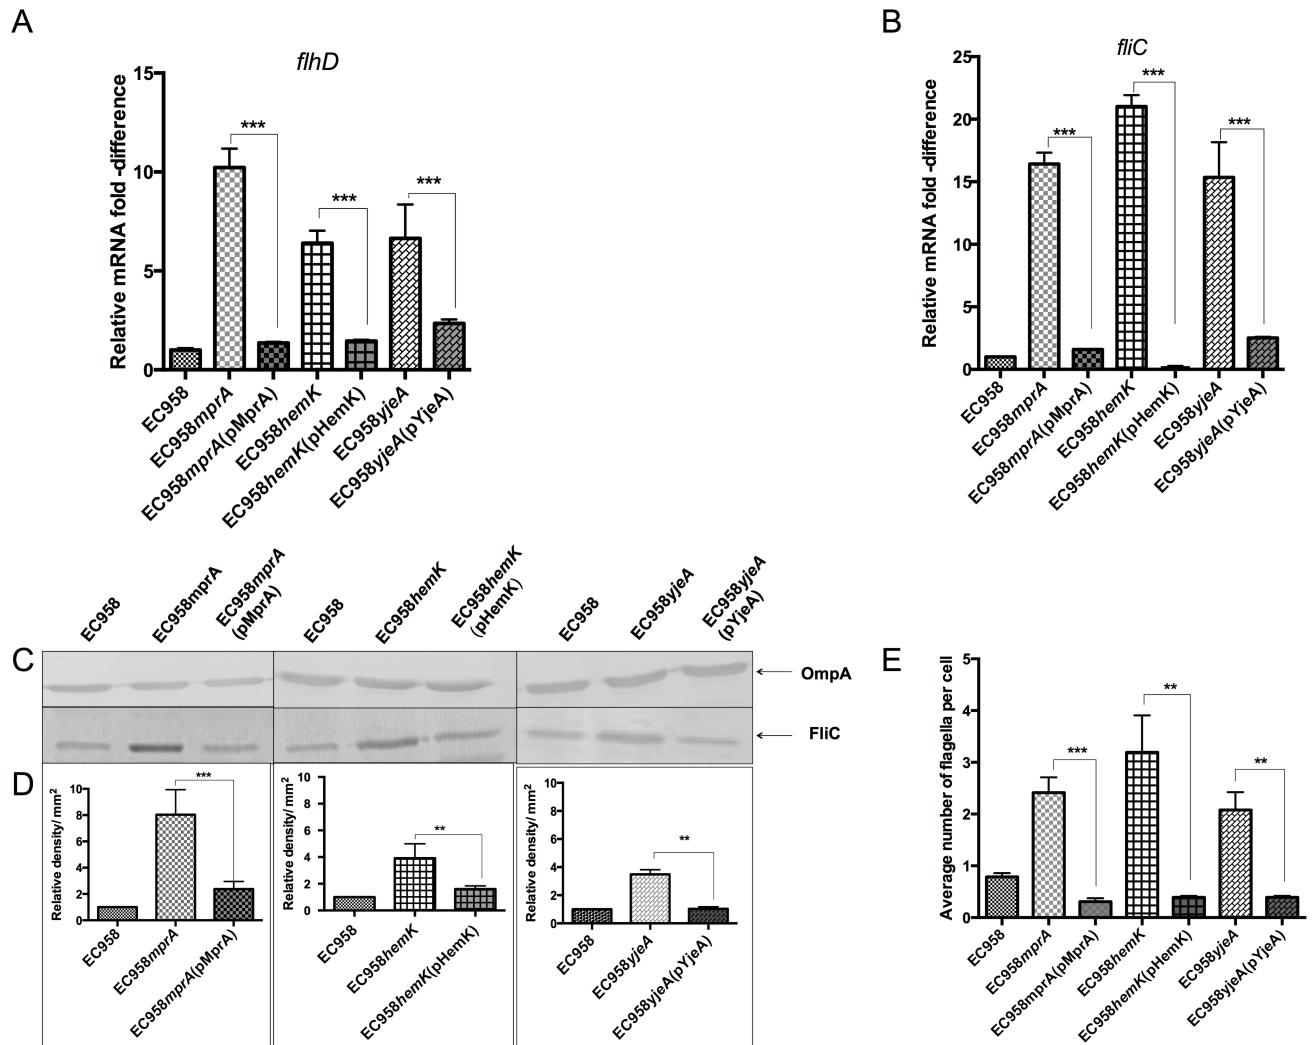 A
flhD
Relative mRNA fold -difference
15
10
5
0
***
***
***
EC958
EC958mprA
EC958mprA(pMprA)
EC958hemK
EC958hemK(pHemK)
EC958yjeA
EC958yjeA(pYjeA)
B
fliC
Relative mRNA fold-difference
25
20
15
10
5
0
***
***
***
EC958
EC958mprA
EC958mprA(pMprA)
EC958hemK
EC958hemK(pHemK)
EC958yjeA
EC958yjeA(pYjeA)
EC958
EC958mprA
EC958mprA
(pMprA)
EC958
EC958hemK
EC958hemK
(pHemK)
EC958
EC958yjeA
EC958yjeA
(pYjeA)
C
OmpA
FliC
D
Relative density/mm2
10
8
6
4
2
0
***
EC958
EC958mprA
EC958mprA(pMprA)
Relative density/ mm2
10
8
6
4
2
0
**
EC958
EC958hemK
EC958hemK(pHemK)
Relative density/mm2
10
8
6
4
2
0
**
EC958
EC958yjeA
EC958yjeA(pYjeA)
E
Average number of flagella per cell
5
4
3
2
1
0
***
**
**
EC958
EC958mprA
EC958mprA(pMprA)
EC958hemK
EC958hemK(pHemK)
EC958yjeA
EC958yjeA(pYjeA)